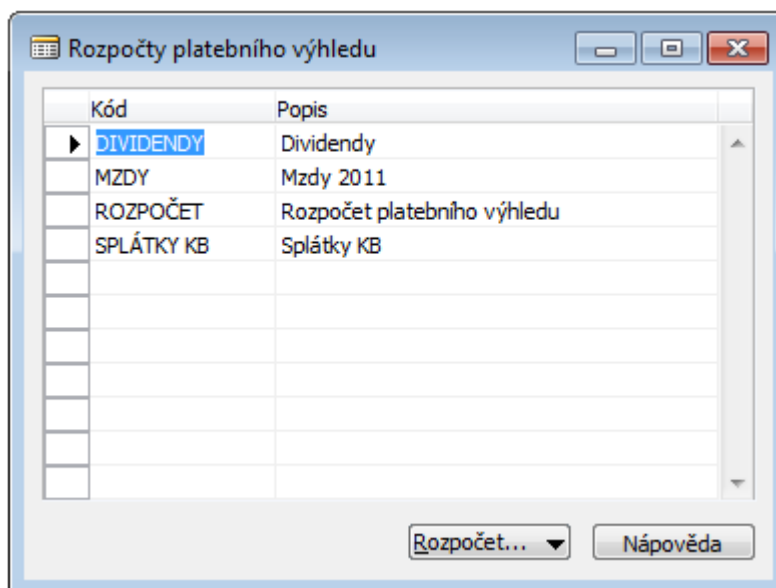 Rozpočty platebního výhledu
Kód Popis
DIVIDENDY Dividendy
MZDY Mzdy 2011
ROZPOČET Rozpočet platebního výhledu
SPLÁTKY KB Splátky KB
Rozpočet... Nápověda